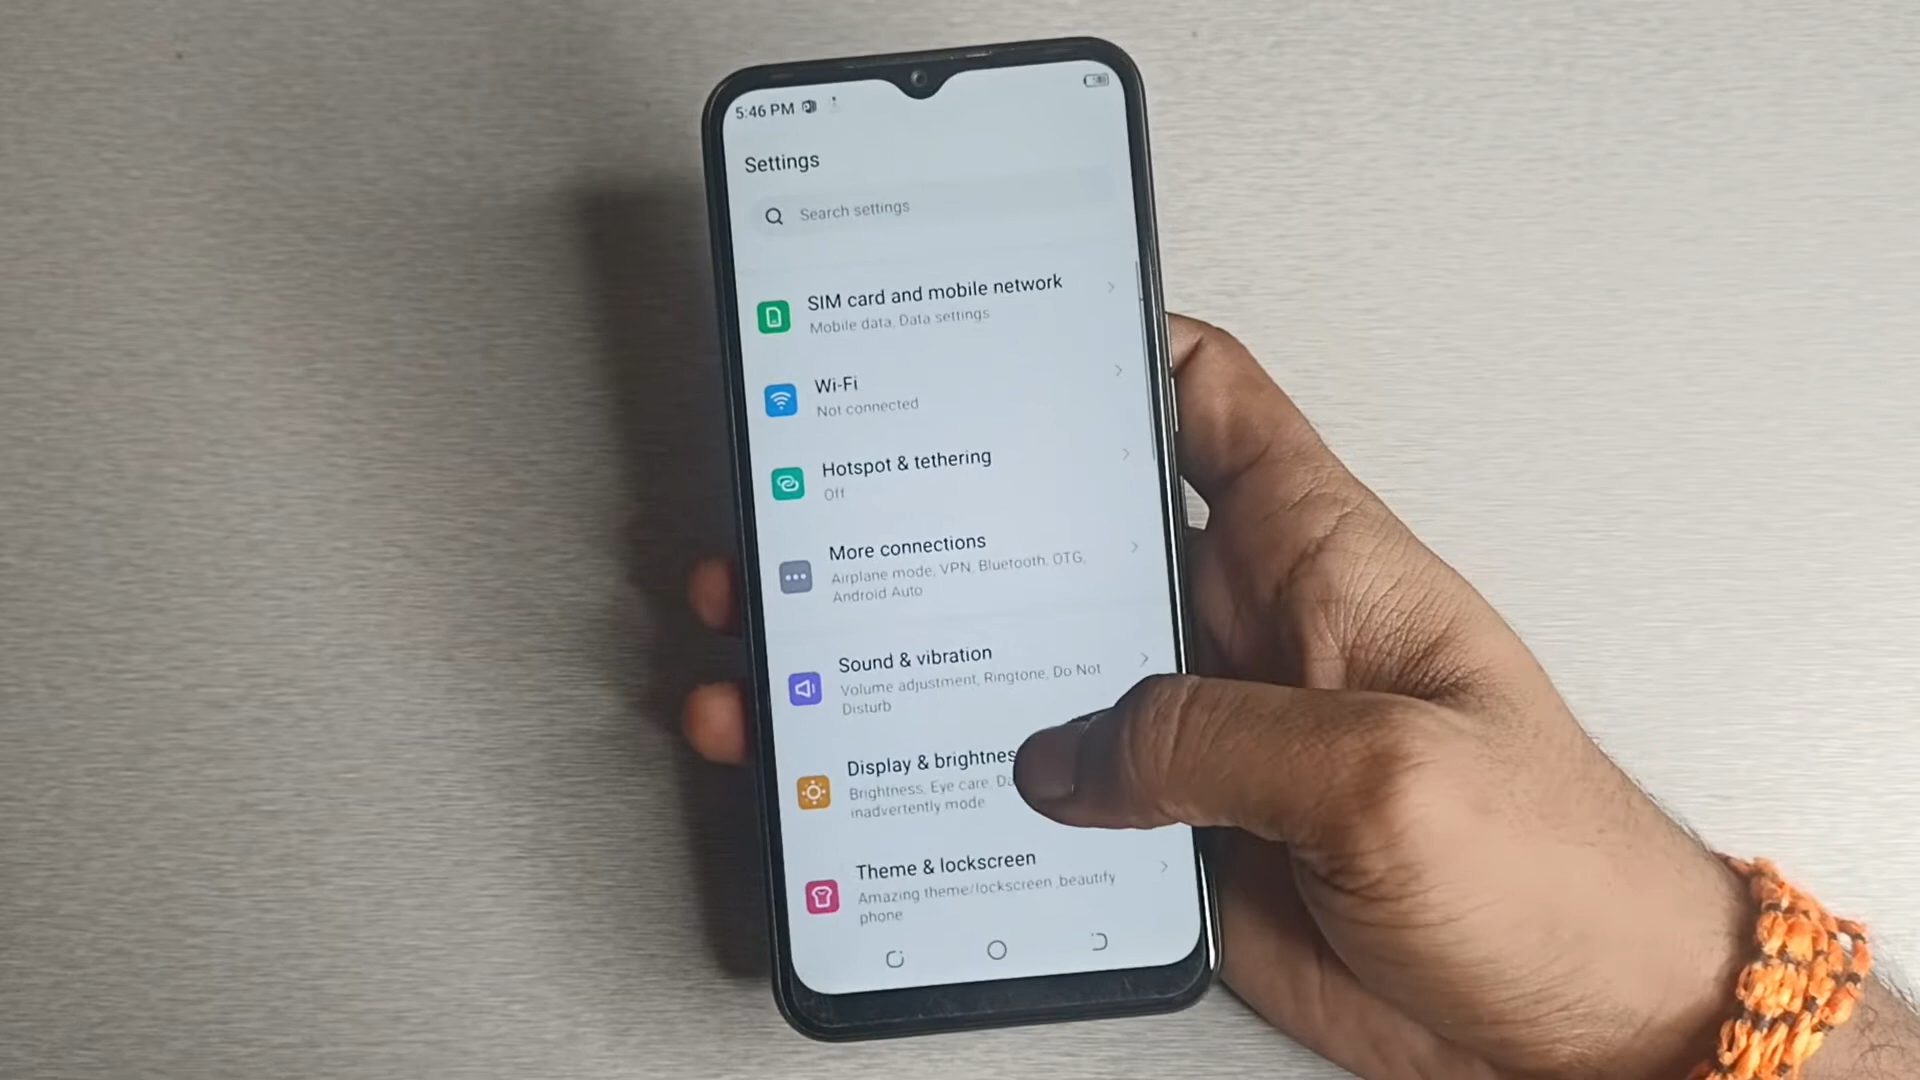 5:46 PM
Settings
Search settings
SIM card and mobile network
Mobile data, Data settings
Wi-Fi
Not connected
Hotspot & tethering
Off
More connections
Airplane mode, VPN, Bluetooth, OTG,
Android Auto
Sound & vibration
Volume adjustment, Ringtone, Do Not
Disturb
Display & brightnes
Brightness, Eye care, Da
inadvertently mode
Theme & lockscreen
Amazing theme/lockscreen ,beautify
phone